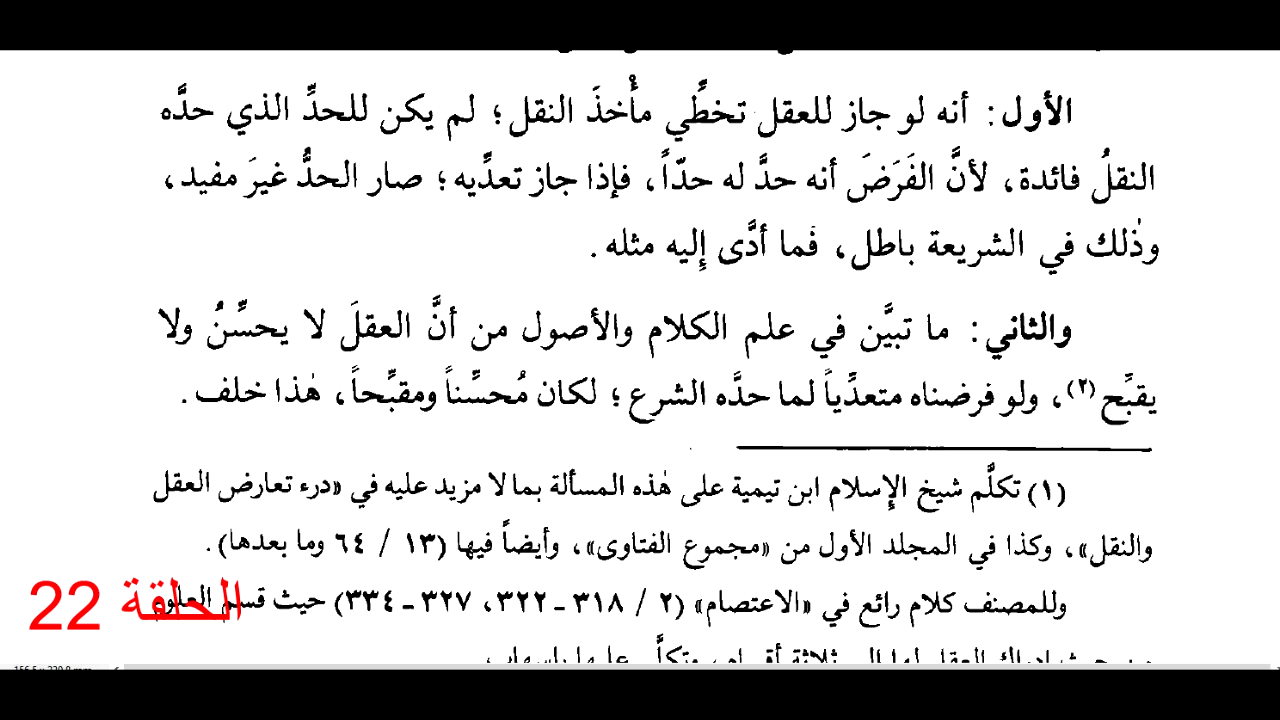 الأول: أنه لو جاز للعقل تخطِّي مأْخذَ النقل؛ لم يكن للحدِّ الذي حدَّه
النقلُ فائدة، لأنَّ الفَرَضَ أنه حدَّ له حدّاً، فإذا جاز تعدِّيه؛ صار الحدُّ غيرَ مفيد،
وذٰلك في الشريعة باطل، فما أدَّى إليه مثله.
والثاني: ما تبيَّن في علم الكلام والأصول من أنَّ العقلَ لا يحسِّنُ ولا
يقبِّح(٢)، ولو فرضناه متعدِّياً لما حدَّه الشرع؛ لكان مُحسِّناً ومقبِّحاً، هٰذا خلف.
(١) تكلَّم شيخ الإسلام ابن تيمية على هٰذه المسألة بما لا مزيد عليه في «درء تعارض العقل
والنقل»، وكذا في المجلد الأول من «مجموع الفتاوى»، وأيضاً فيها (١٣ / ٦٤ وما بعدها).
وللمصنف كلام رائع في «الاعتصام» (٢ / ٣١٨ - ٣٢٢، ٣٢٧ - ٣٣٤) حيث قسم العلوم
الحلقة 22